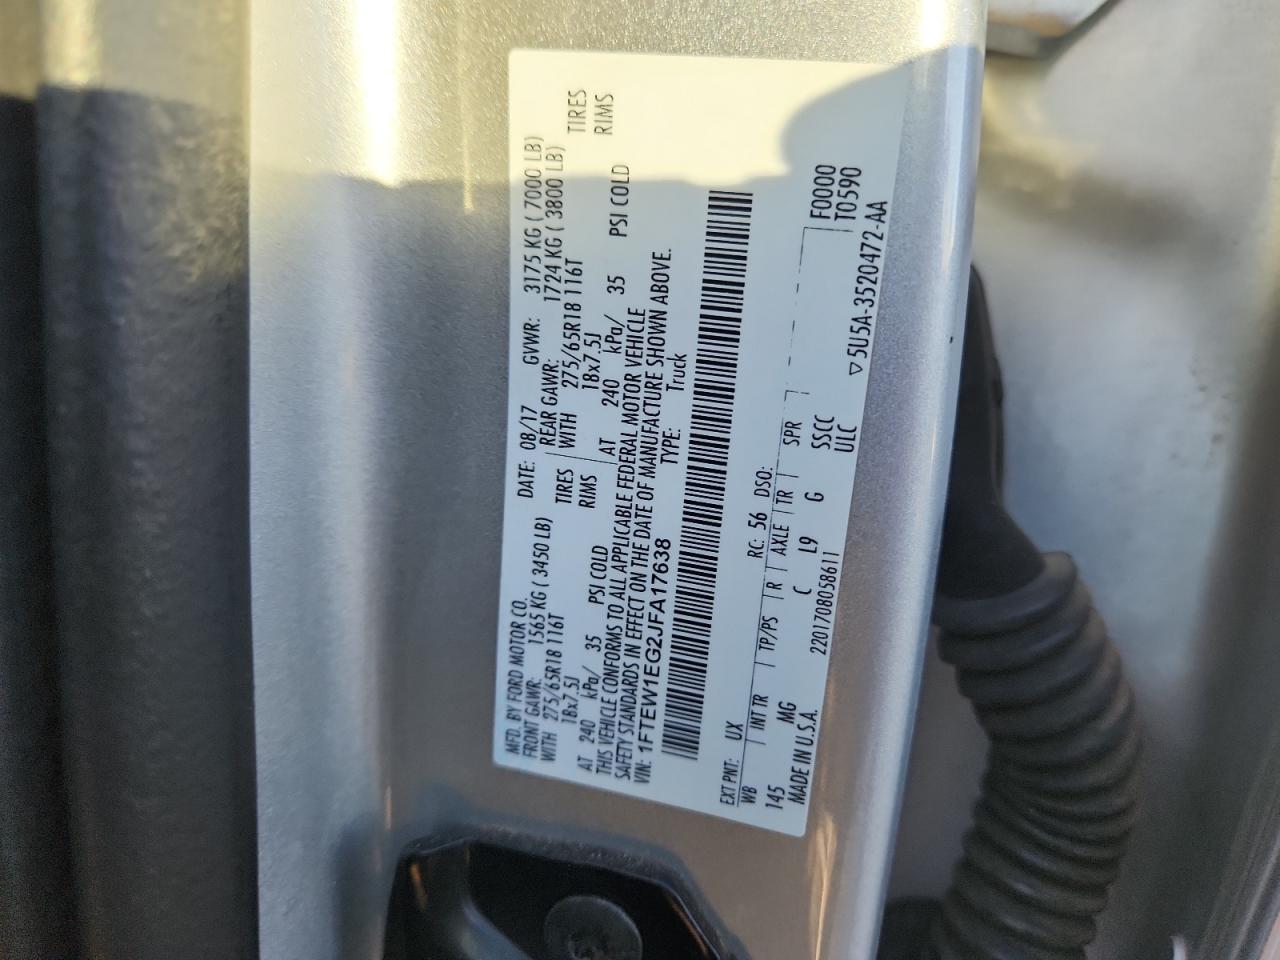 MFD. BY FORD MOTOR CO. DATE: 08/17 GVWR: 3175 KG ( 7000 LB)
FRONT GAWR: 1565 KG ( 3450 LB) REAR GAWR: 1724 KG ( 3800 LB)
WITH 275/65R18 116T TIRES WITH 275/65R18 116T TIRES
18x7.5J RIMS 18x7.5J RIMS
AT 240 kPa/ 35 PSI COLD AT 240 kPa/ 35 PSI COLD
THIS VEHICLE CONFORMS TO ALL APPLICABLE FEDERAL MOTOR VEHICLE
SAFETY STANDARDS IN EFFECT ON THE DATE OF MANUFACTURE SHOWN ABOVE.
VIN: 1FTEW1EG2JFA17638 TYPE: Truck
EXT PNT: UX RC: 56 DSO: F0000
WB INT TR TP/PS R AXLE TR SPR T0590
145 MG C L9 G SSCC
MADE IN U.S.A. 2201708058611 ULC ▽5U5A-3520472-AA